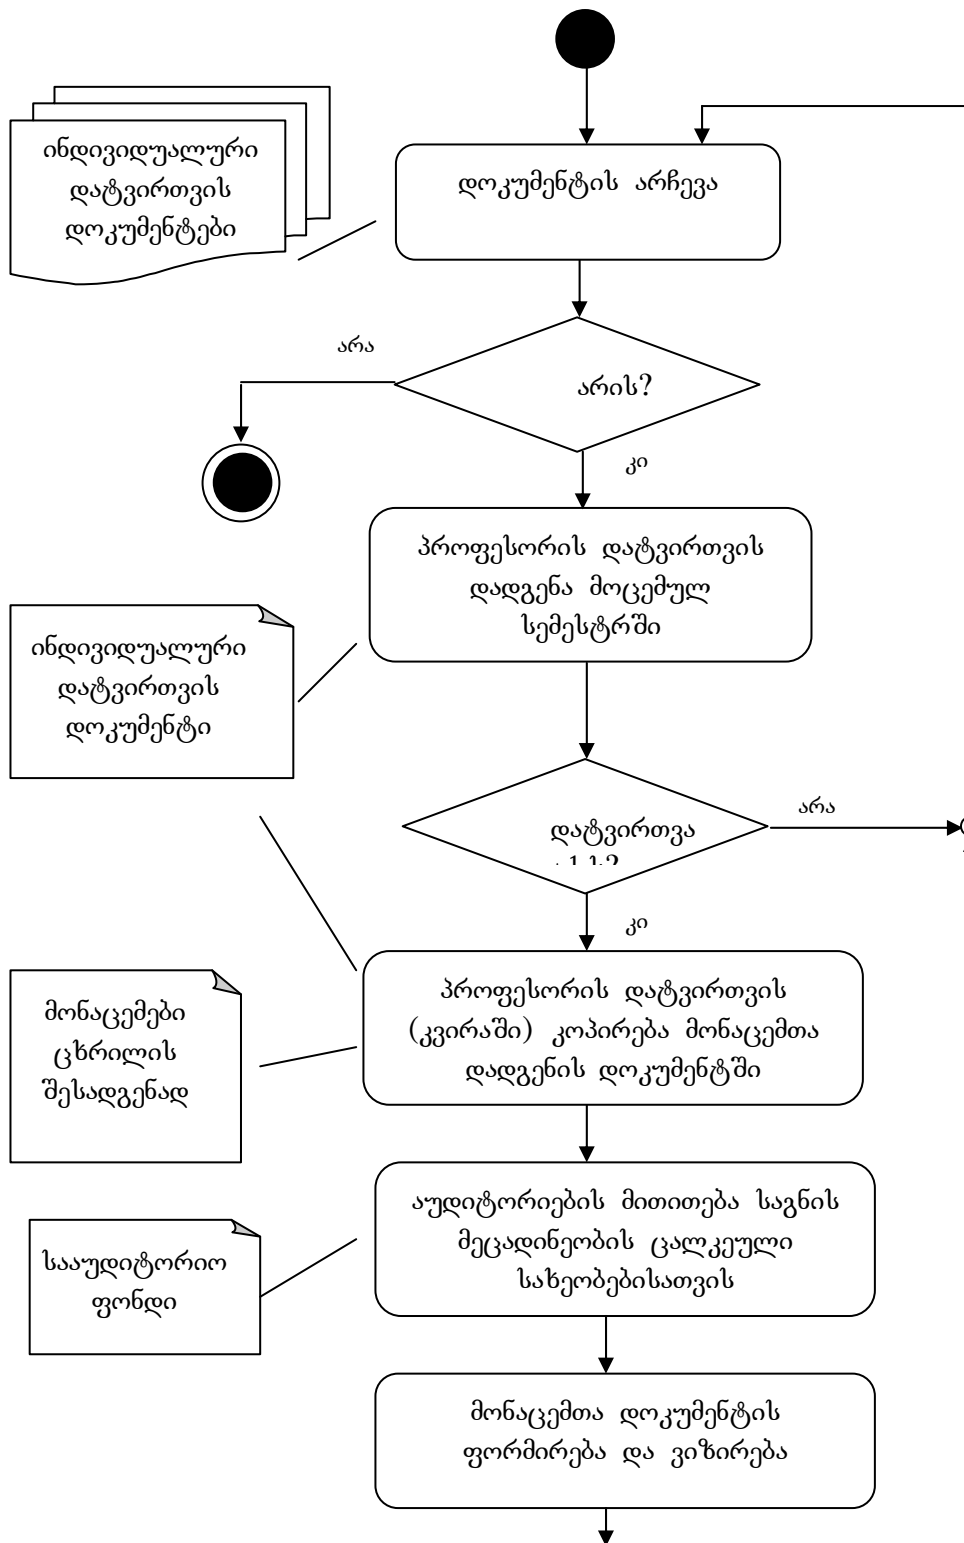 ინდივიდუალური
დატვირთვის
დოკუმენტები
დოკუმენტის არჩევა
არა
არის?
კი
პროფესორის დატვირთვის
დადგენა მოცემულ
სემესტრში
ინდივიდუალური
დატვირთვის
დოკუმენტი
დატვირთვა
არა
კი
პროფესორის დატვირთვის
(კვირაში) კოპირება მონაცემთა
დადგენის დოკუმენტში
მონაცემები
ცხრილის
შესადგენად
აუდიტორიების მითითება საგნის
მეცადინეობის ცალკეული
სახეობებისათვის
სააუდიტორიო
ფონდი
მონაცემთა დოკუმენტის
ფორმირება და ვიზირება